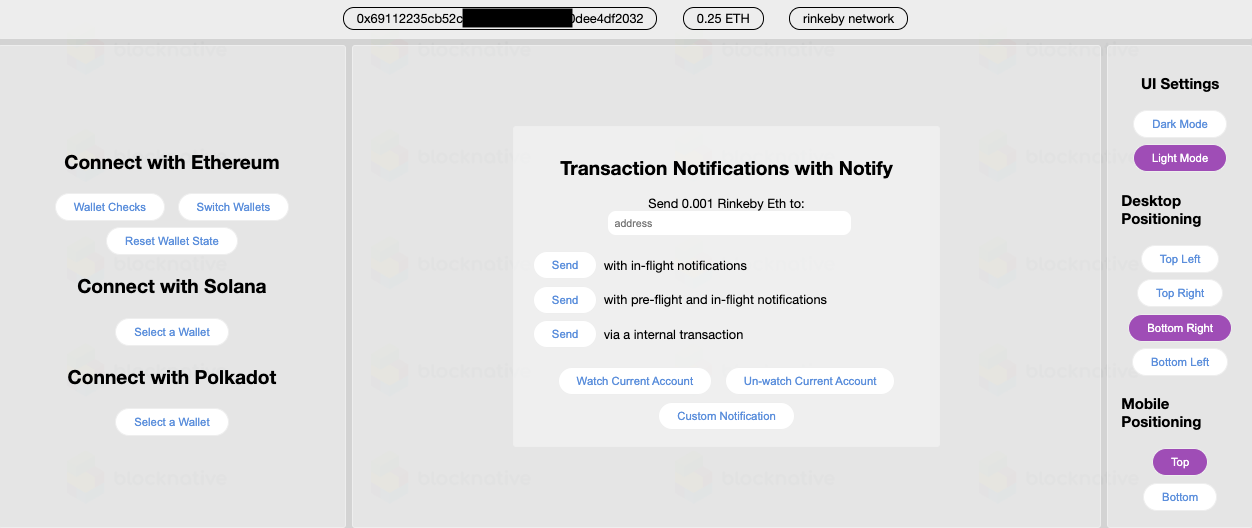 0x69112235cb52c
dee4df2032
0.25 ETH
rinkeby network
Connect with Ethereum
Wallet Checks
Switch Wallets
Reset Wallet State
Connect with Solana
Select a Wallet
Connect with Polkadot
Select a Wallet
Transaction Notifications with Notify
Send 0.001 Rinkeby Eth to:
address
Send with in-flight notifications
Send with pre-flight and in-flight notifications
Send via a internal transaction
Watch Current Account
Un-watch Current Account
Custom Notification
UI Settings
Dark Mode
Light Mode
Desktop
Positioning
Top Left
Top Right
Bottom Right
Bottom Left
Mobile
Positioning
Top
Bottom
blocknative